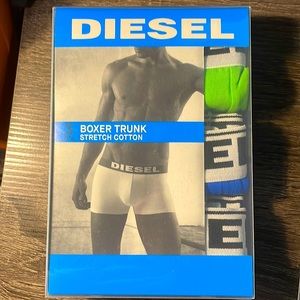 DIESEL
BOXER TRUNK
STRETCH COTTON
DIESEL